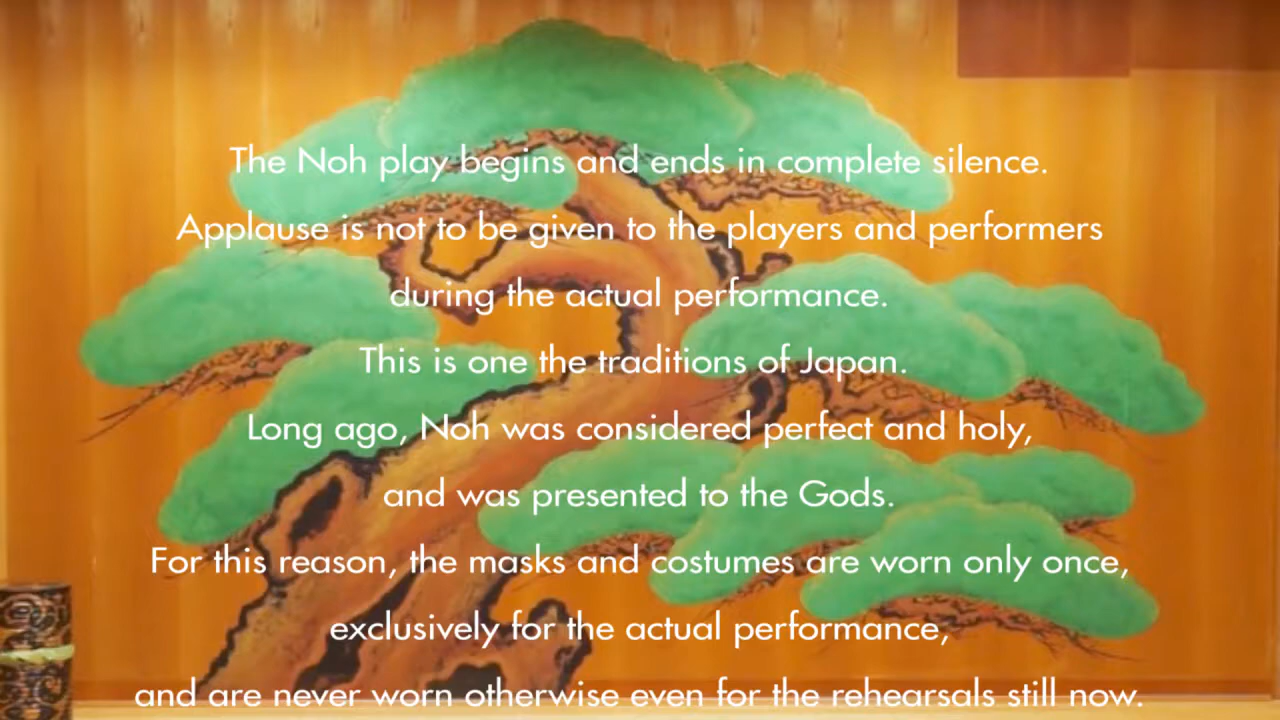 The Noh play begins and ends in complete silence.
Applause is not to be given to the players and performers
during the actual performance.
This is one the traditions of Japan.
Long ago, Noh was considered perfect and holy,
and was presented to the Gods.
For this reason, the masks and costumes are worn only once,
exclusively for the actual performance,
and are never worn otherwise even for the rehearsals still now.